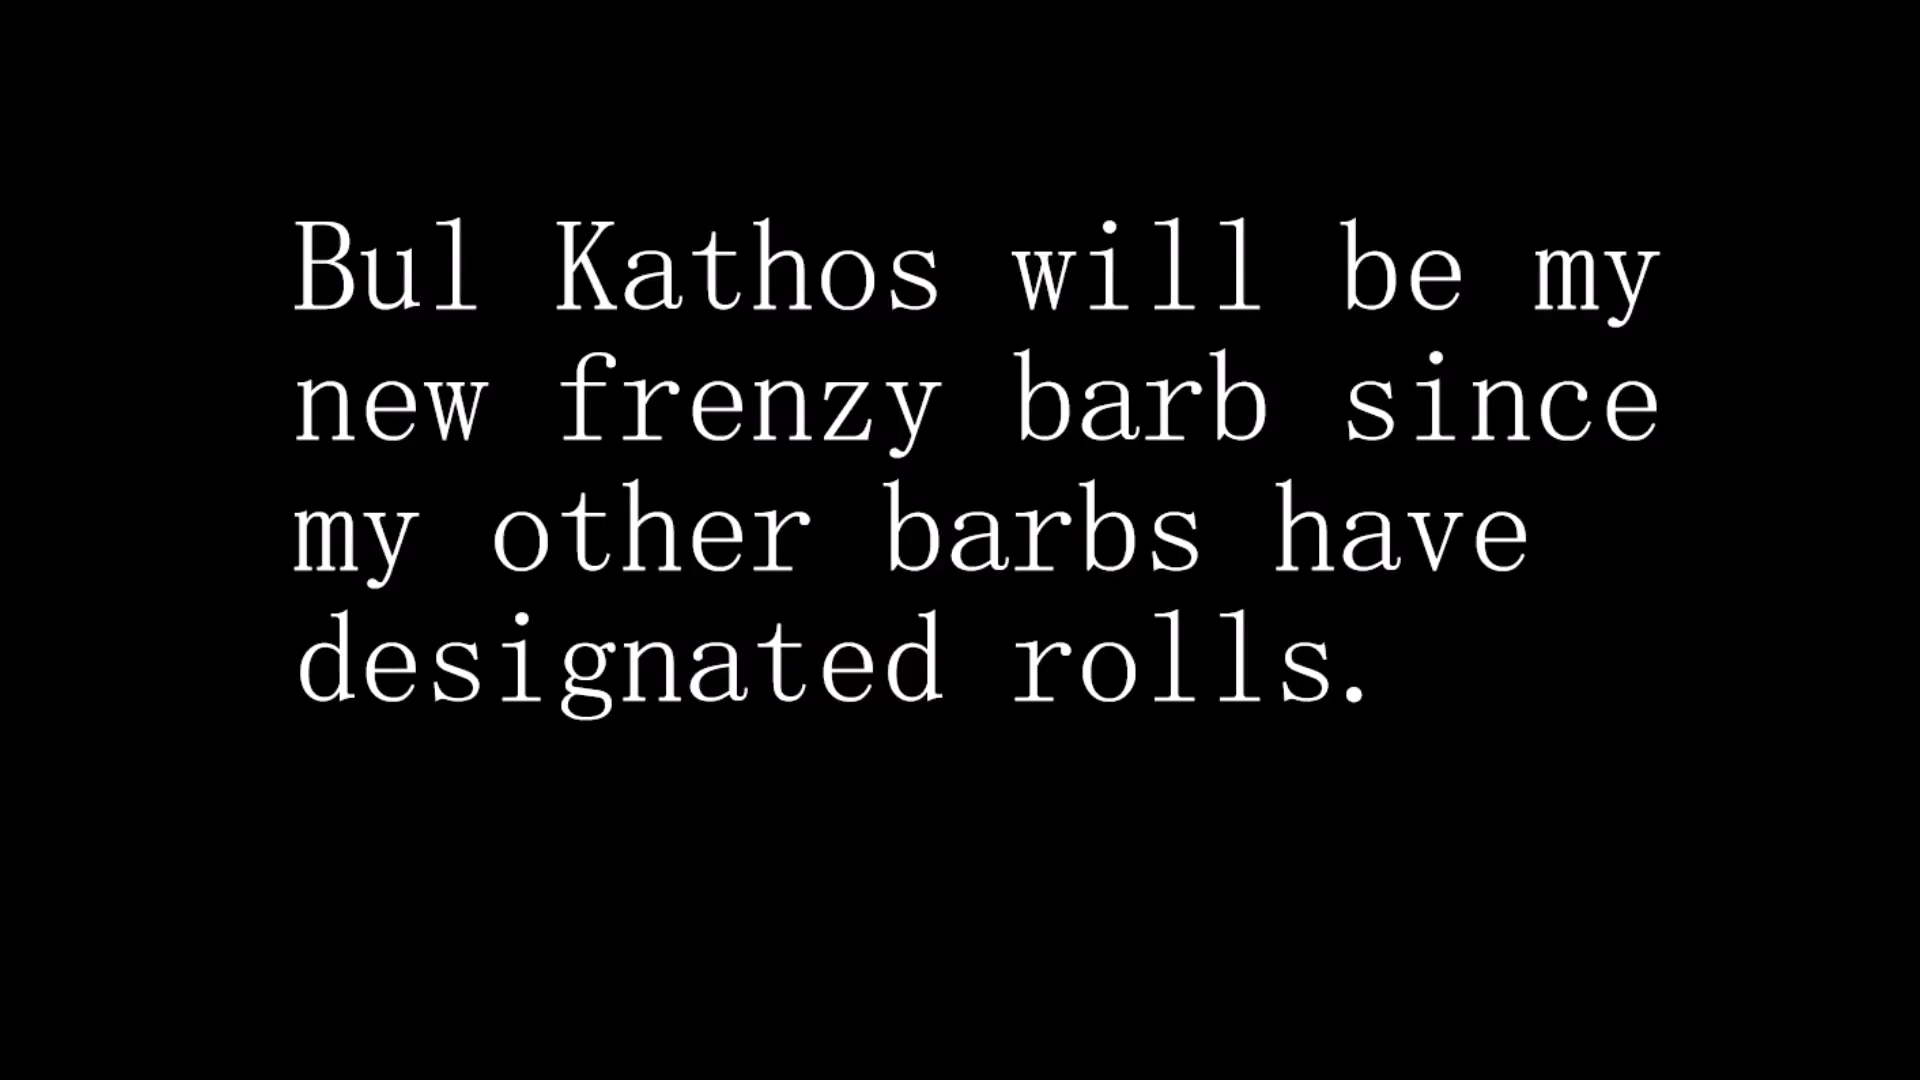 Bul Kathos will be my
new frenzy barb since
my other barbs have
designated rolls.